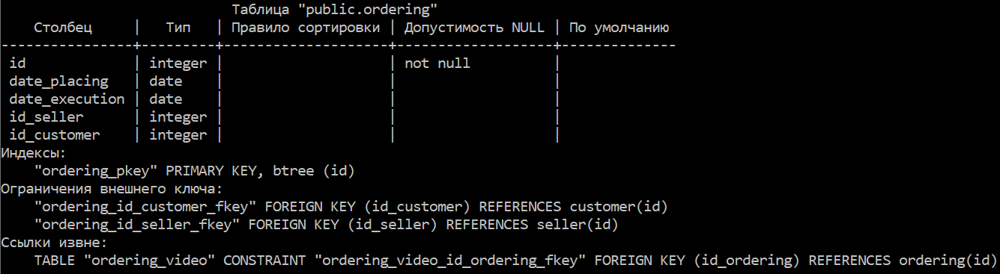 Таблица "public.ordering"
Столбец | Тип | Правило сортировки | Допустимость NULL | По умолчанию
----------------+---------+--------------------+-------------------+--------------
id | integer | | not null |
date_placing | date | | |
date_execution | date | | |
id_seller | integer | | |
id_customer | integer | | |
Индексы:
"ordering_pkey" PRIMARY KEY, btree (id)
Ограничения внешнего ключа:
"ordering_id_customer_fkey" FOREIGN KEY (id_customer) REFERENCES customer(id)
"ordering_id_seller_fkey" FOREIGN KEY (id_seller) REFERENCES seller(id)
Ссылки извне:
TABLE "ordering_video" CONSTRAINT "ordering_video_id_ordering_fkey" FOREIGN KEY (id_ordering) REFERENCES ordering(id)